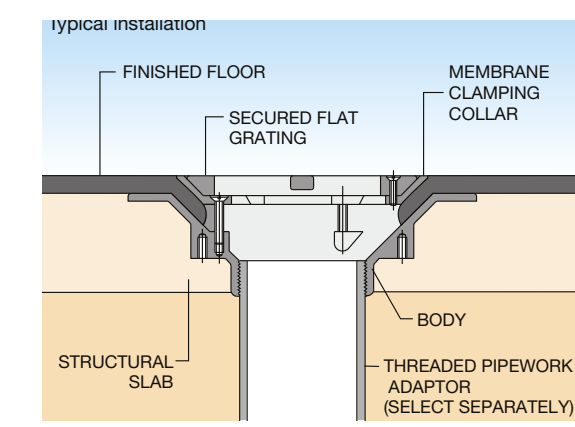 Typical installation
FINISHED FLOOR
MEMBRANE
CLAMPING
COLLAR
SECURED FLAT
GRATING
BODY
STRUCTURAL
SLAB
THREADED PIPEWORK
ADAPTOR
(SELECT SEPARATELY)